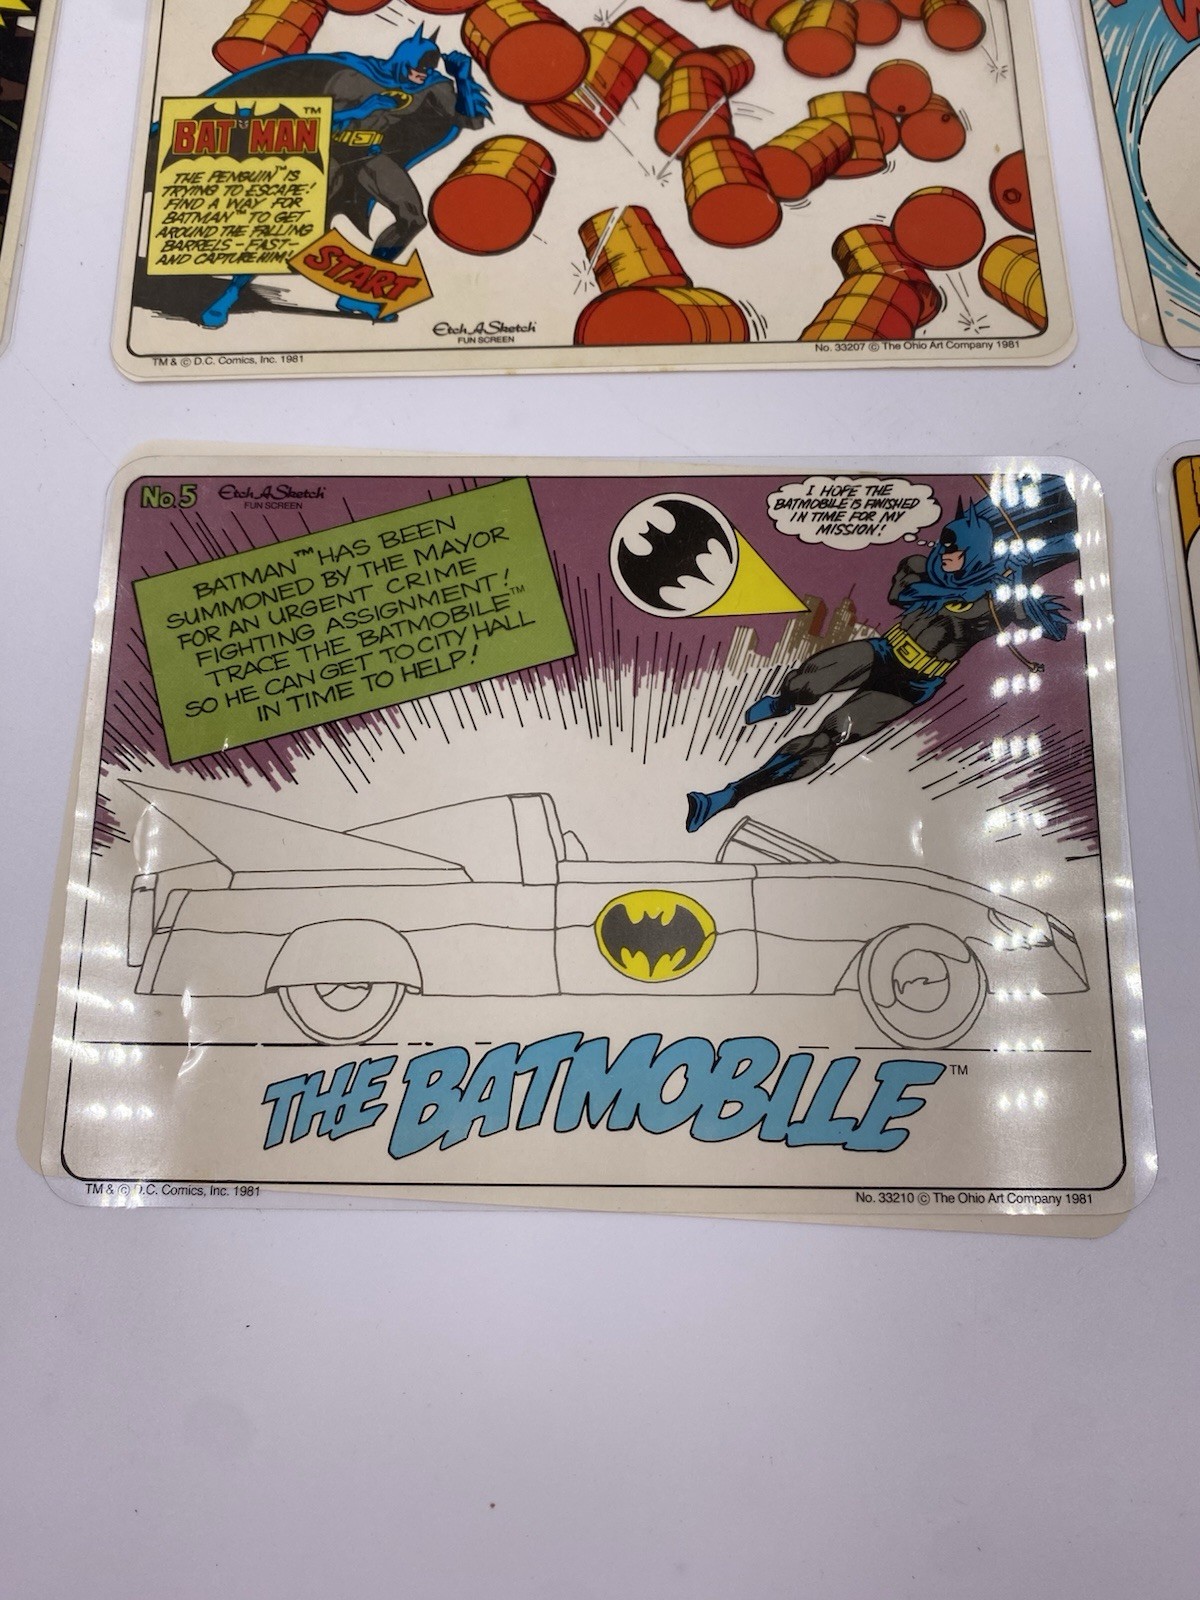 BATMAN
TM
THE PENGUIN™ IS
TRYING TO ESCAPE!
FIND A WAY FOR
BATMAN™ TO GET
AROUND THE FALLING
BARRELS - FAST-
AND CAPTURE HIM!
START
Etch A Sketch
FUN SCREEN
TM & © D.C. Comics, Inc. 1981
No. 33207 © The Ohio Art Company 1981
No. 5
Etch A Sketch
FUN SCREEN
BATMAN™ HAS BEEN
SUMMONED BY THE MAYOR
FOR AN URGENT CRIME
FIGHTING ASSIGNMENT!
TRACE THE BATMOBILE™
SO HE CAN GET TO CITY HALL
IN TIME TO HELP!
I HOPE THE
BATMOBILE IS FINISHED
IN TIME FOR MY
MISSION!
THE BATMOBILE™
TM & © D.C. Comics, Inc. 1981
No. 33210 © The Ohio Art Company 1981